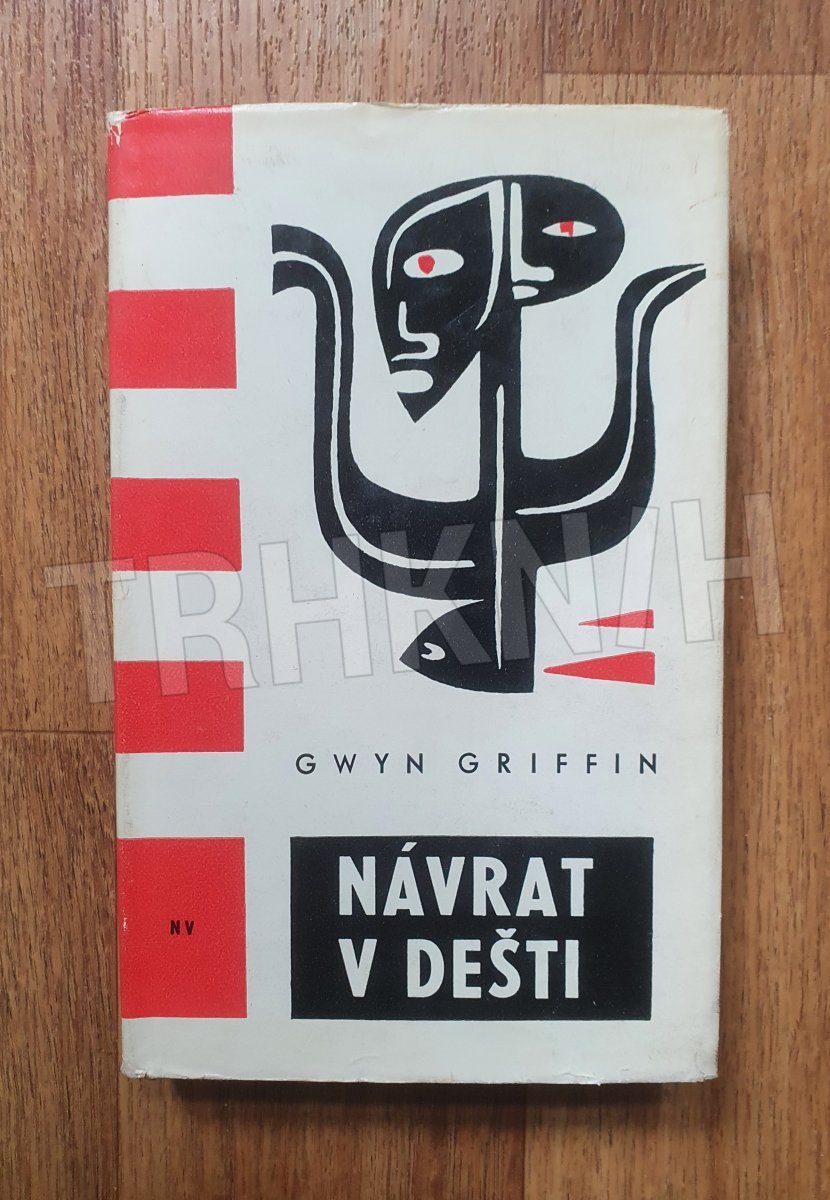 TRHKNIH
GWYN GRIFFIN
NÁVRAT
V DEŠTI
NV